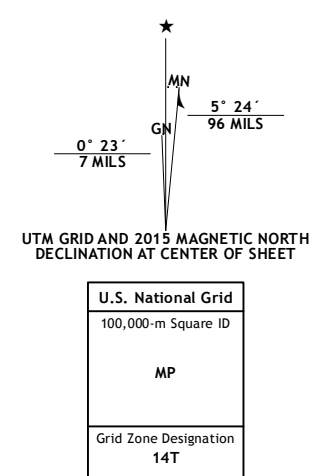 ★
MN
GN
5° 24´
96 MILS
0° 23´
7 MILS
UTM GRID AND 2015 MAGNETIC NORTH
DECLINATION AT CENTER OF SHEET
U.S. National Grid
100,000-m Square ID
MP
Grid Zone Designation
14T